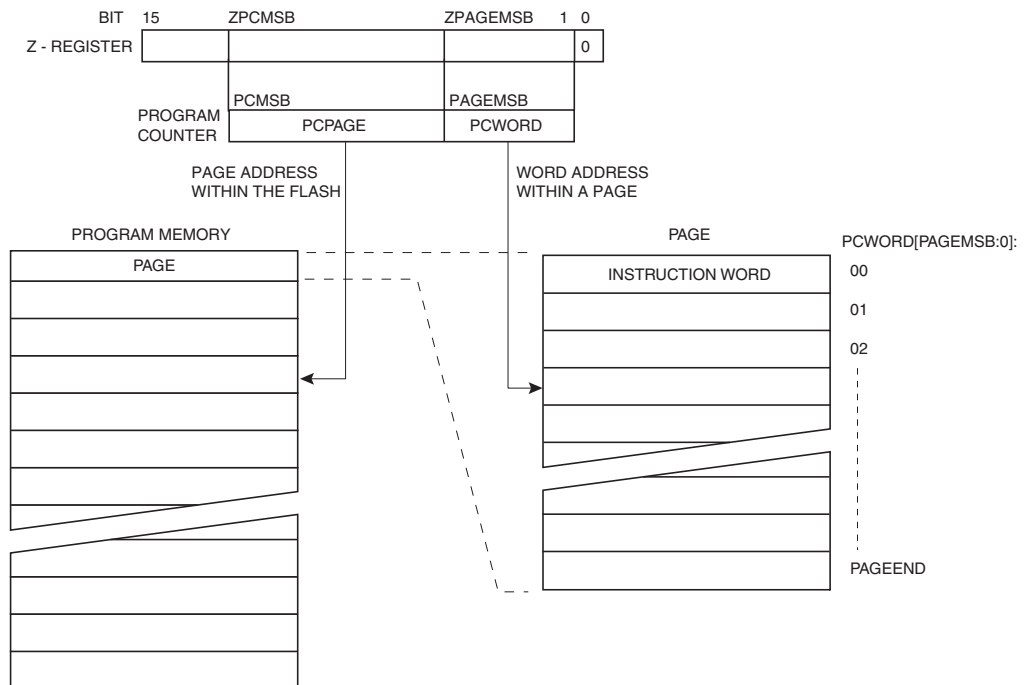 BIT 15 ZPCMSB ZPAGEMSB 1 0
Z - REGISTER 0
PCMSB PAGEMSB
PROGRAM
COUNTER
PCPAGE PCWORD
PAGE ADDRESS
WITHIN THE FLASH
WORD ADDRESS
WITHIN A PAGE
PROGRAM MEMORY
PAGE
PAGE
INSTRUCTION WORD
PCWORD[PAGEMSB:0]:
00
01
02
PAGEEND